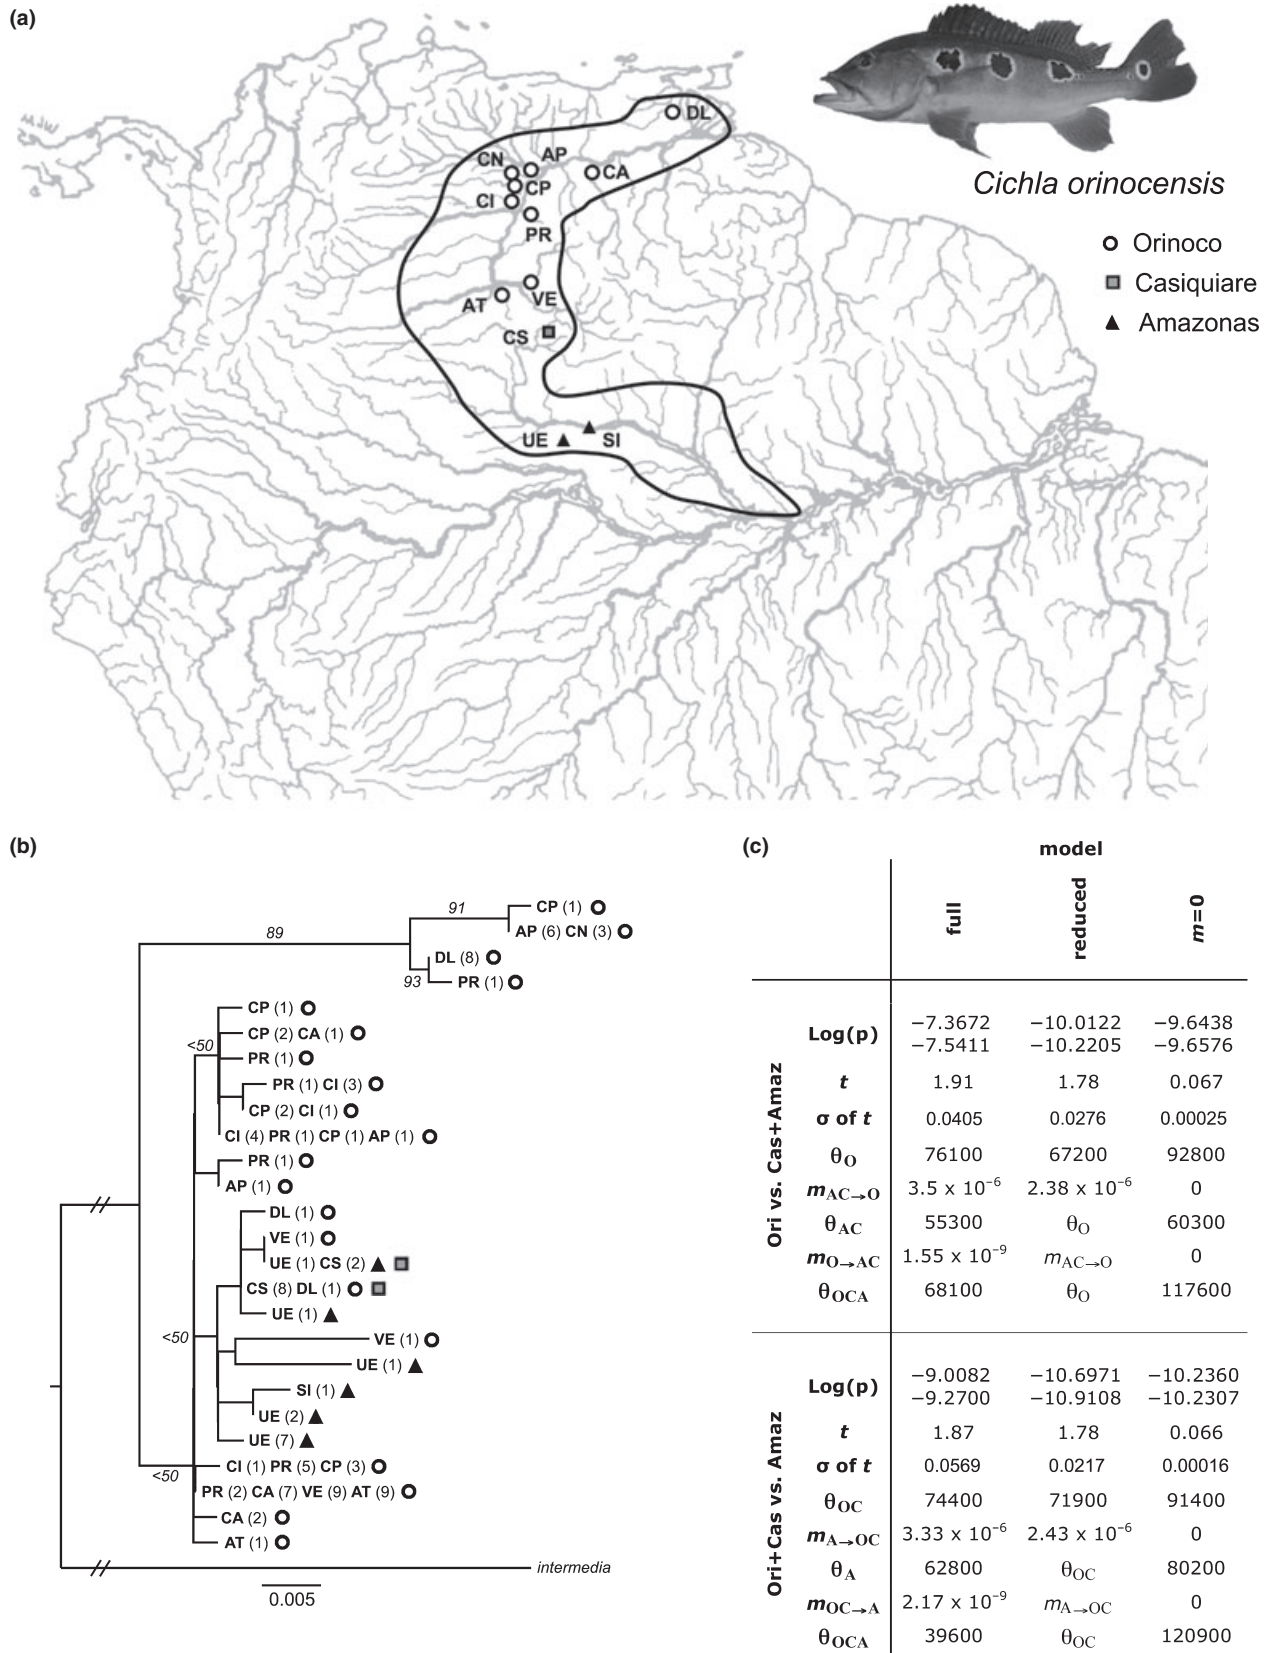 (a)
MJW
DL
CN
AP
CP
CA
CI
PR
AT
VE
CS
UE
SI
Cichla orinocensis
Orinoco
Casiquiare
Amazonas
(b)
89
91
93
CP (1)
AP (6) CN (3)
DL (8)
PR (1)
<50
CP (1)
CP (2) CA (1)
PR (1)
PR (1) CI (3)
CP (2) CI (1)
CI (4) PR (1) CP (1) AP (1)
PR (1)
AP (1)
DL (1)
VE (1)
UE (1) CS (2)
CS (8) DL (1)
UE (1)
<50
VE (1)
UE (1)
SI (1)
UE (2)
UE (7)
<50
CI (1) PR (5) CP (3)
PR (2) CA (7) VE (9) AT (9)
CA (2)
AT (1)
intermedia
0.005
(c)
model
full reduced m=0
Ori vs. Cas+Amaz
Log(p) −7.3672 −10.0122 −9.6438
−7.5411 −10.2205 −9.6576
t 1.91 1.78 0.067
σ of t 0.0405 0.0276 0.00025
θO 76100 67200 92800
mAC→O 3.5 x 10⁻⁶ 2.38 x 10⁻⁶ 0
θAC 55300 θO 60300
mO→AC 1.55 x 10⁻⁹ mAC→O 0
θOCA 68100 θO 117600
Ori+Cas vs. Amaz
Log(p) −9.0082 −10.6971 −10.2360
−9.2700 −10.9108 −10.2307
t 1.87 1.78 0.066
σ of t 0.0569 0.0217 0.00016
θOC 74400 71900 91400
mA→OC 3.33 x 10⁻⁶ 2.43 x 10⁻⁶ 0
θA 62800 θOC 80200
mOC→A 2.17 x 10⁻⁹ mA→OC 0
θOCA 39600 θOC 120900